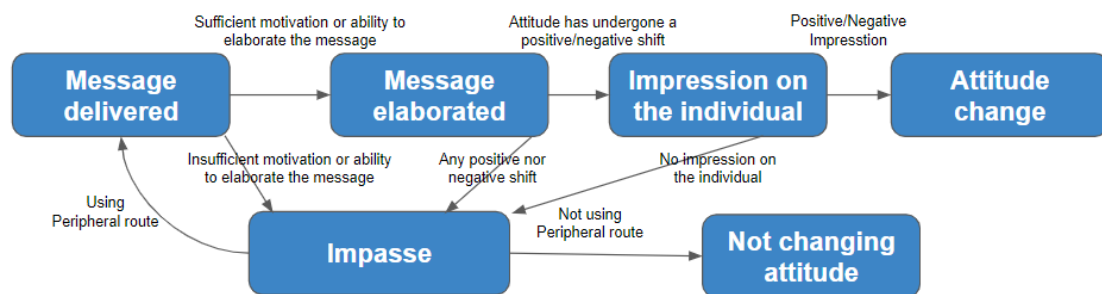 Sufficient motivation or ability to
elaborate the message
Attitude has undergone a
positive/negative shift
Positive/Negative
Impresstion
Message
delivered
Message
elaborated
Impression on
the individual
Attitude
change
Insufficient motivation or ability
to elaborate the message
Any positive nor
negative shift
No impression on
the individual
Using
Peripheral route
Not using
Peripheral route
Impasse
Not changing
attitude